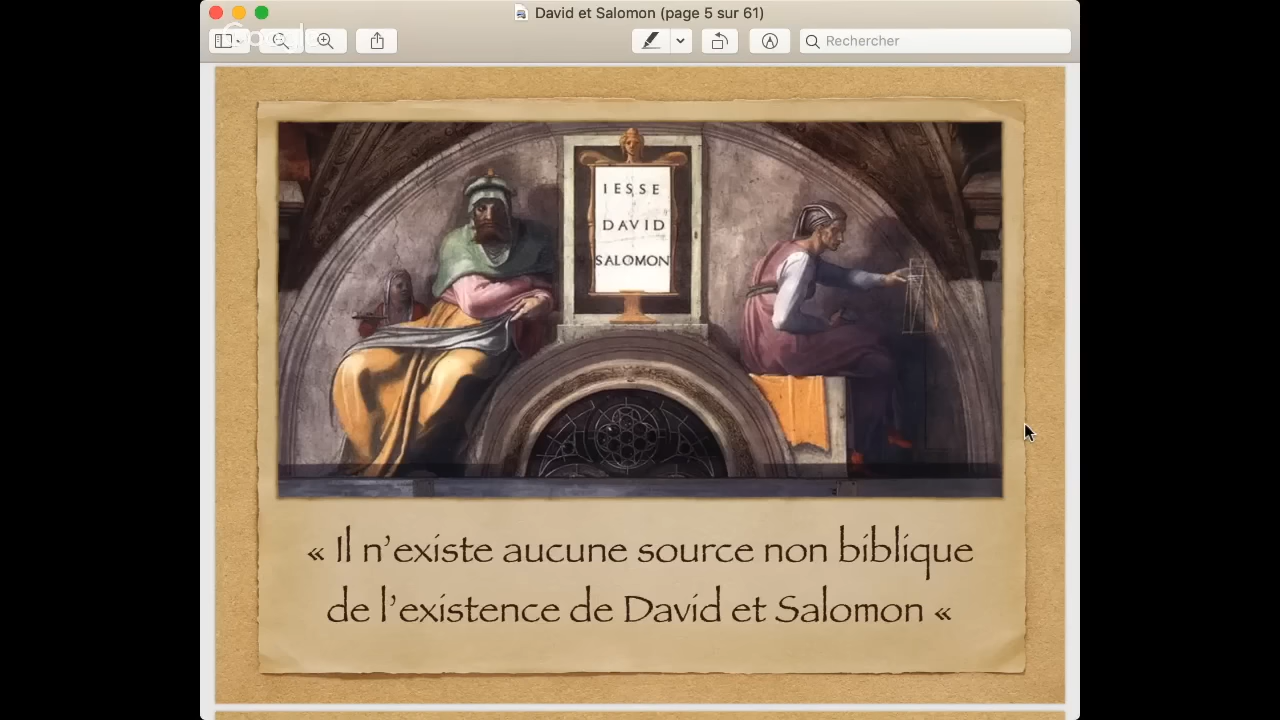 David et Salomon (page 5 sur 61)
Google
Rechercher
IESSE
DAVID
SALOMON
« Il n’existe aucune source non biblique
de l’existence de David et Salomon «